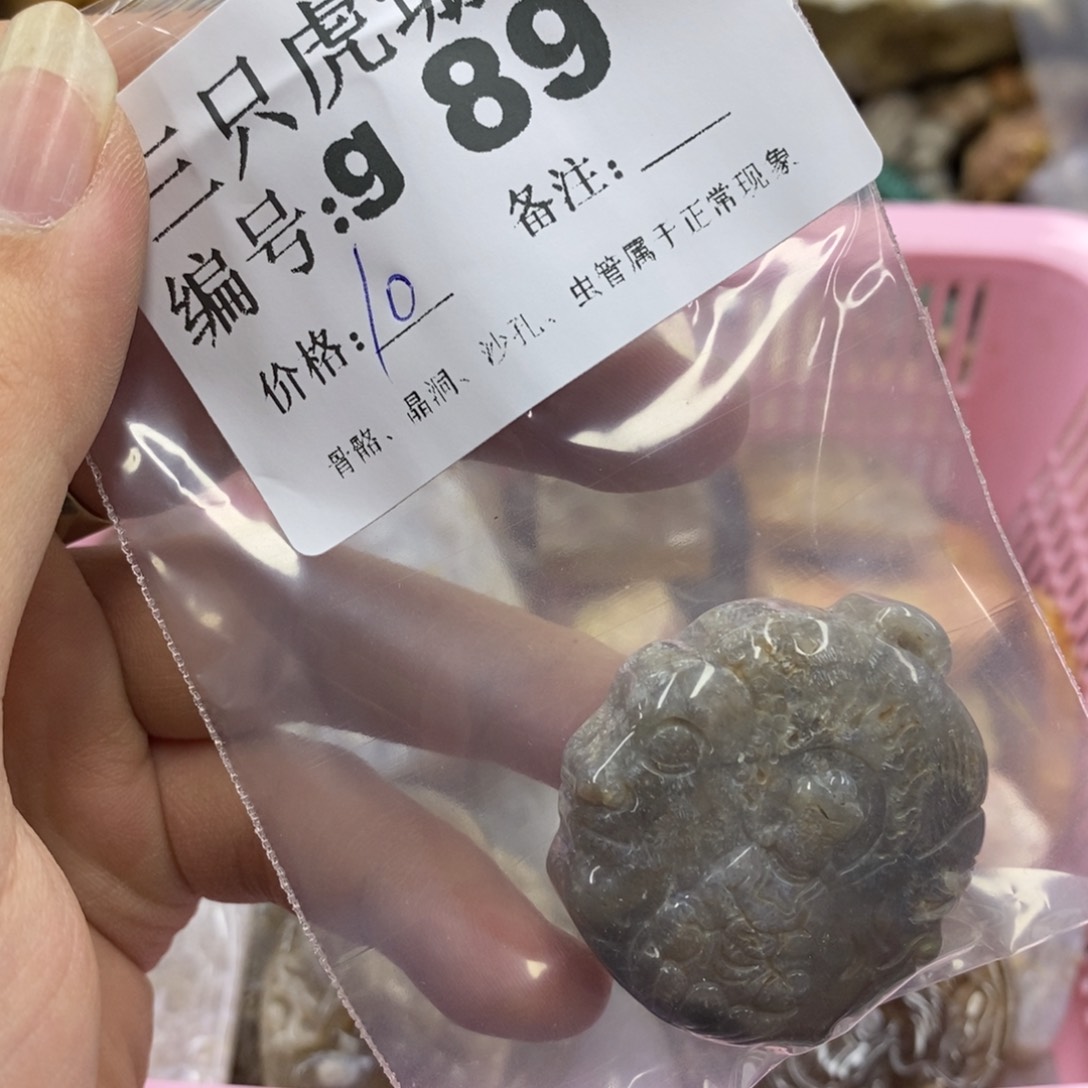 三只虎
编号:g 89
价格:10 备注:
骨骼、晶洞、沙孔、虫管属于正常现象